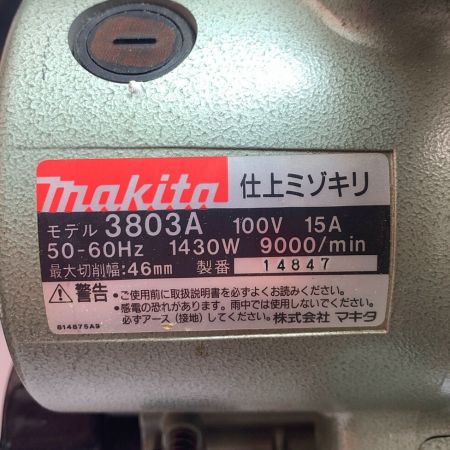 makita 仕上ミゾキリ
モデル 3803A 100V 15A
50-60Hz 1430W 9000/min
最大切削幅:46mm 製番 14847
警告 ・ご使用前に取扱説明書を必ずよくお読みください。
・感電の恐れがあります。雨中では使用しないでください。
必ずアース(接地)してください。 株式会社 マキタ
814875A9